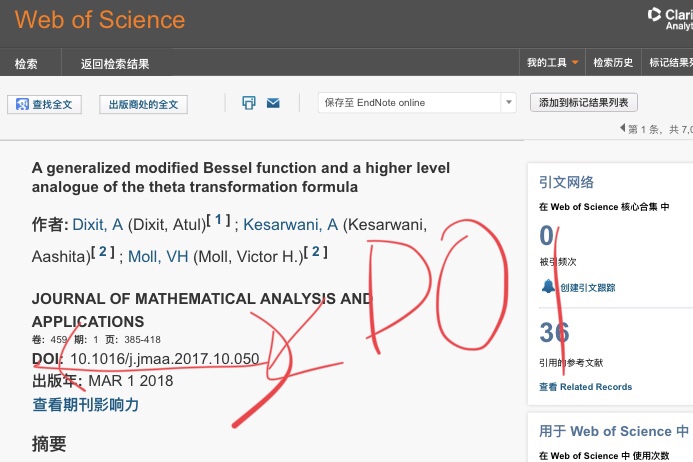 Web of Science
Clari
Analyt
检索 返回检索结果 我的工具 检索历史 标记结果列
查找全文 出版商处的全文 保存至 EndNote online 添加到标记结果列表
第 1 条，共 7,0
A generalized modified Bessel function and a higher level
analogue of the theta transformation formula
作者: Dixit, A (Dixit, Atul)[ 1 ] ; Kesarwani, A (Kesarwani,
Aashita)[ 2 ] ; Moll, VH (Moll, Victor H.)[ 2 ]
JOURNAL OF MATHEMATICAL ANALYSIS AND
APPLICATIONS
卷: 459 期: 1 页: 385-418
DOI: 10.1016/j.jmaa.2017.10.050
出版年: MAR 1 2018
查看期刊影响力
摘要
DOI
引文网络
在 Web of Science 核心合集 中
0
被引频次
创建引文跟踪
36
引用的参考文献
查看 Related Records
用于 Web of Science 中
在 Web of Science 中 使用次数